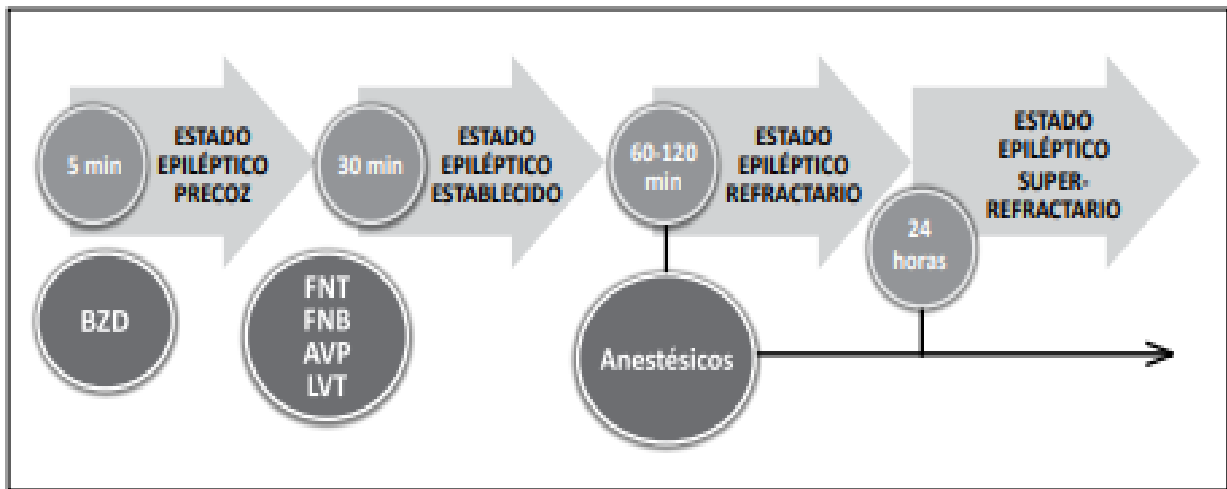 5 min
ESTADO
EPILÉPTICO
PRECOZ
30 min
ESTADO
EPILÉPTICO
ESTABLECIDO
60-120
min
ESTADO
EPILÉPTICO
REFRACTARIO
24
horas
ESTADO
EPILÉPTICO
SUPER-
REFRACTARIO
BZD
FNT
FNB
AVP
LVT
Anestésicos